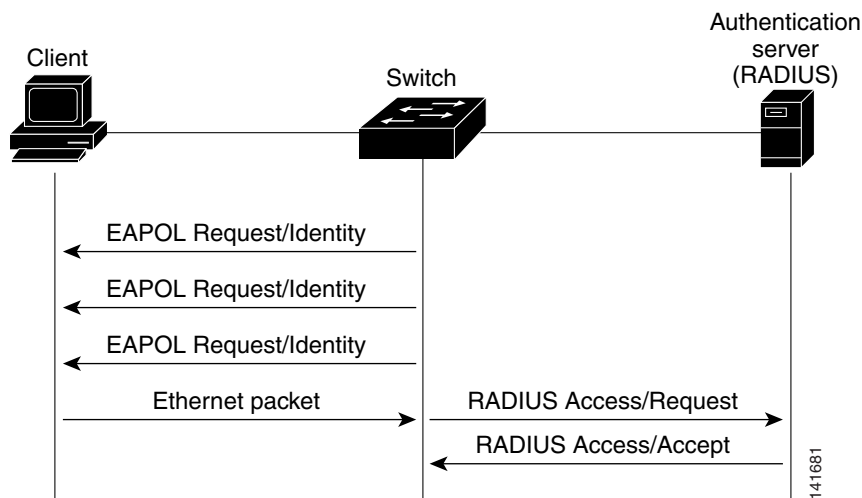 Client
Switch
Authentication
server
(RADIUS)
EAPOL Request/Identity
EAPOL Request/Identity
EAPOL Request/Identity
Ethernet packet
RADIUS Access/Request
RADIUS Access/Accept
141681